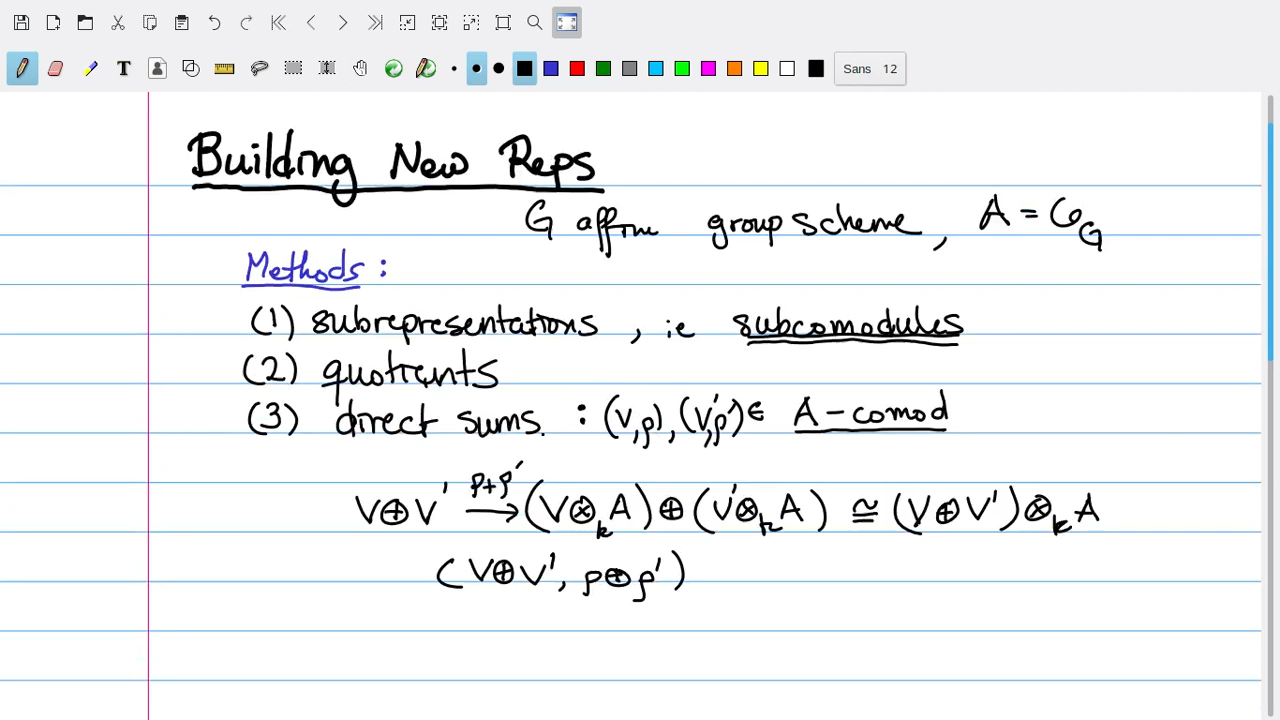 Sans 12
Building New Reps
G affine group scheme, A = O_G
Methods:
(1) subrepresentations, ie subcomodules
(2) quotients
(3) direct sums. : (V,ρ), (V',ρ') ∈ A-comod
V⊕V' \xrightarrow{ρ+ρ'} (V⊗_k A) ⊕ (V'⊗_k A) ≅ (V⊕V')⊗_k A
(V⊕V', ρ⊕ρ')